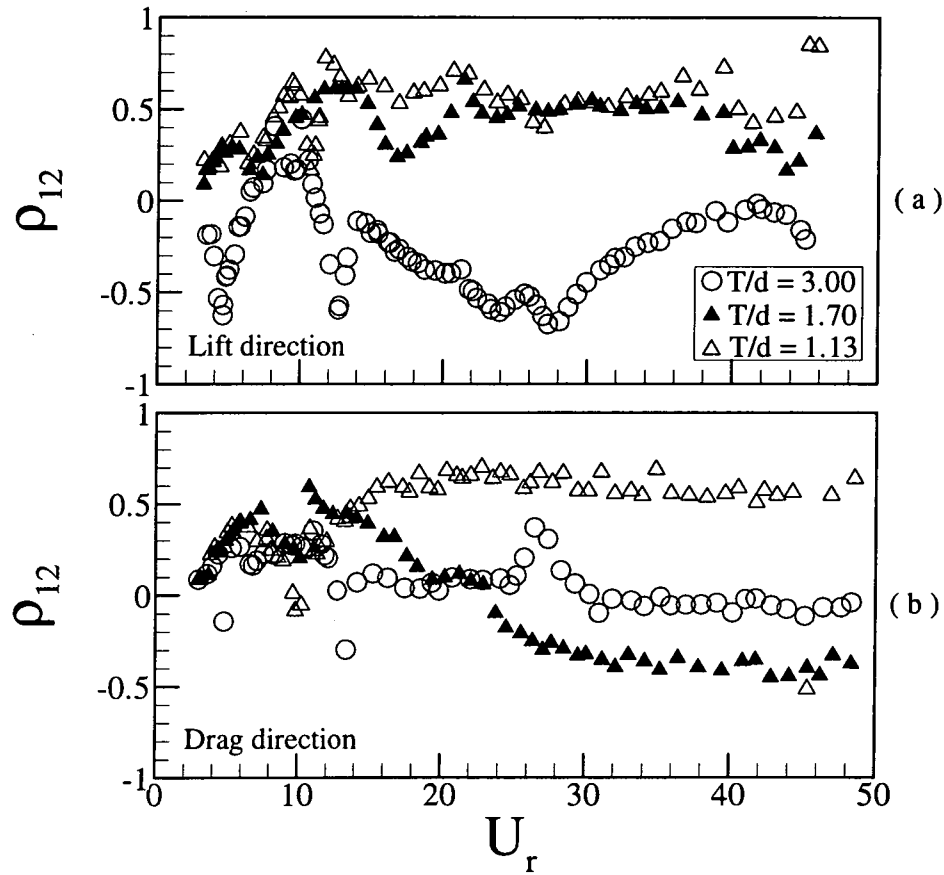 1
0.5
0
-0.5
-1
ρ12
( a )
T/d = 3.00
T/d = 1.70
T/d = 1.13
Lift direction
1
0.5
0
-0.5
-1
ρ12
( b )
Drag direction
0 10 20 30 40 50
Ur